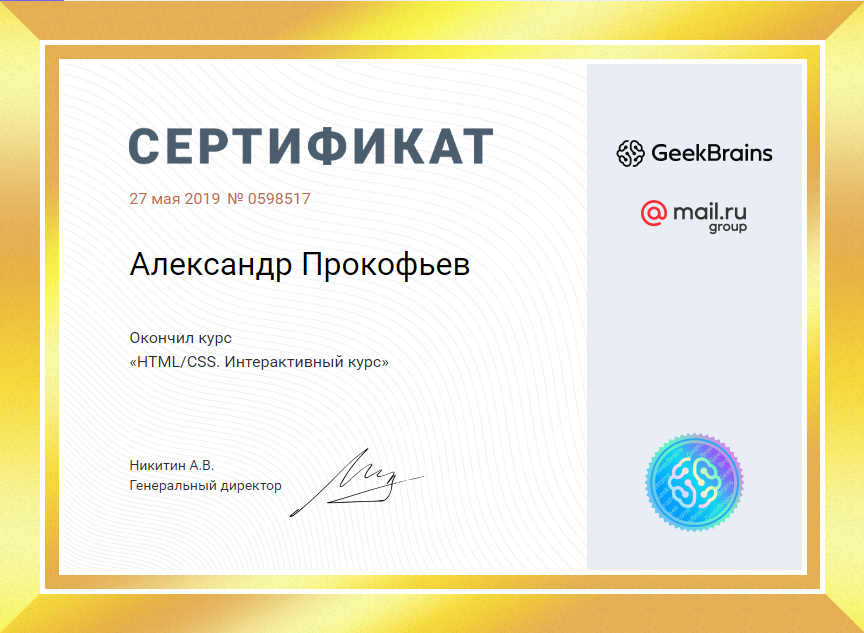 СЕРТИФИКАТ
27 мая 2019 № 0598517
Александр Прокофьев
Окончил курс
«HTML/CSS. Интерактивный курс»
Никитин А.В.
Генеральный директор
GeekBrains
@mail.ru
group